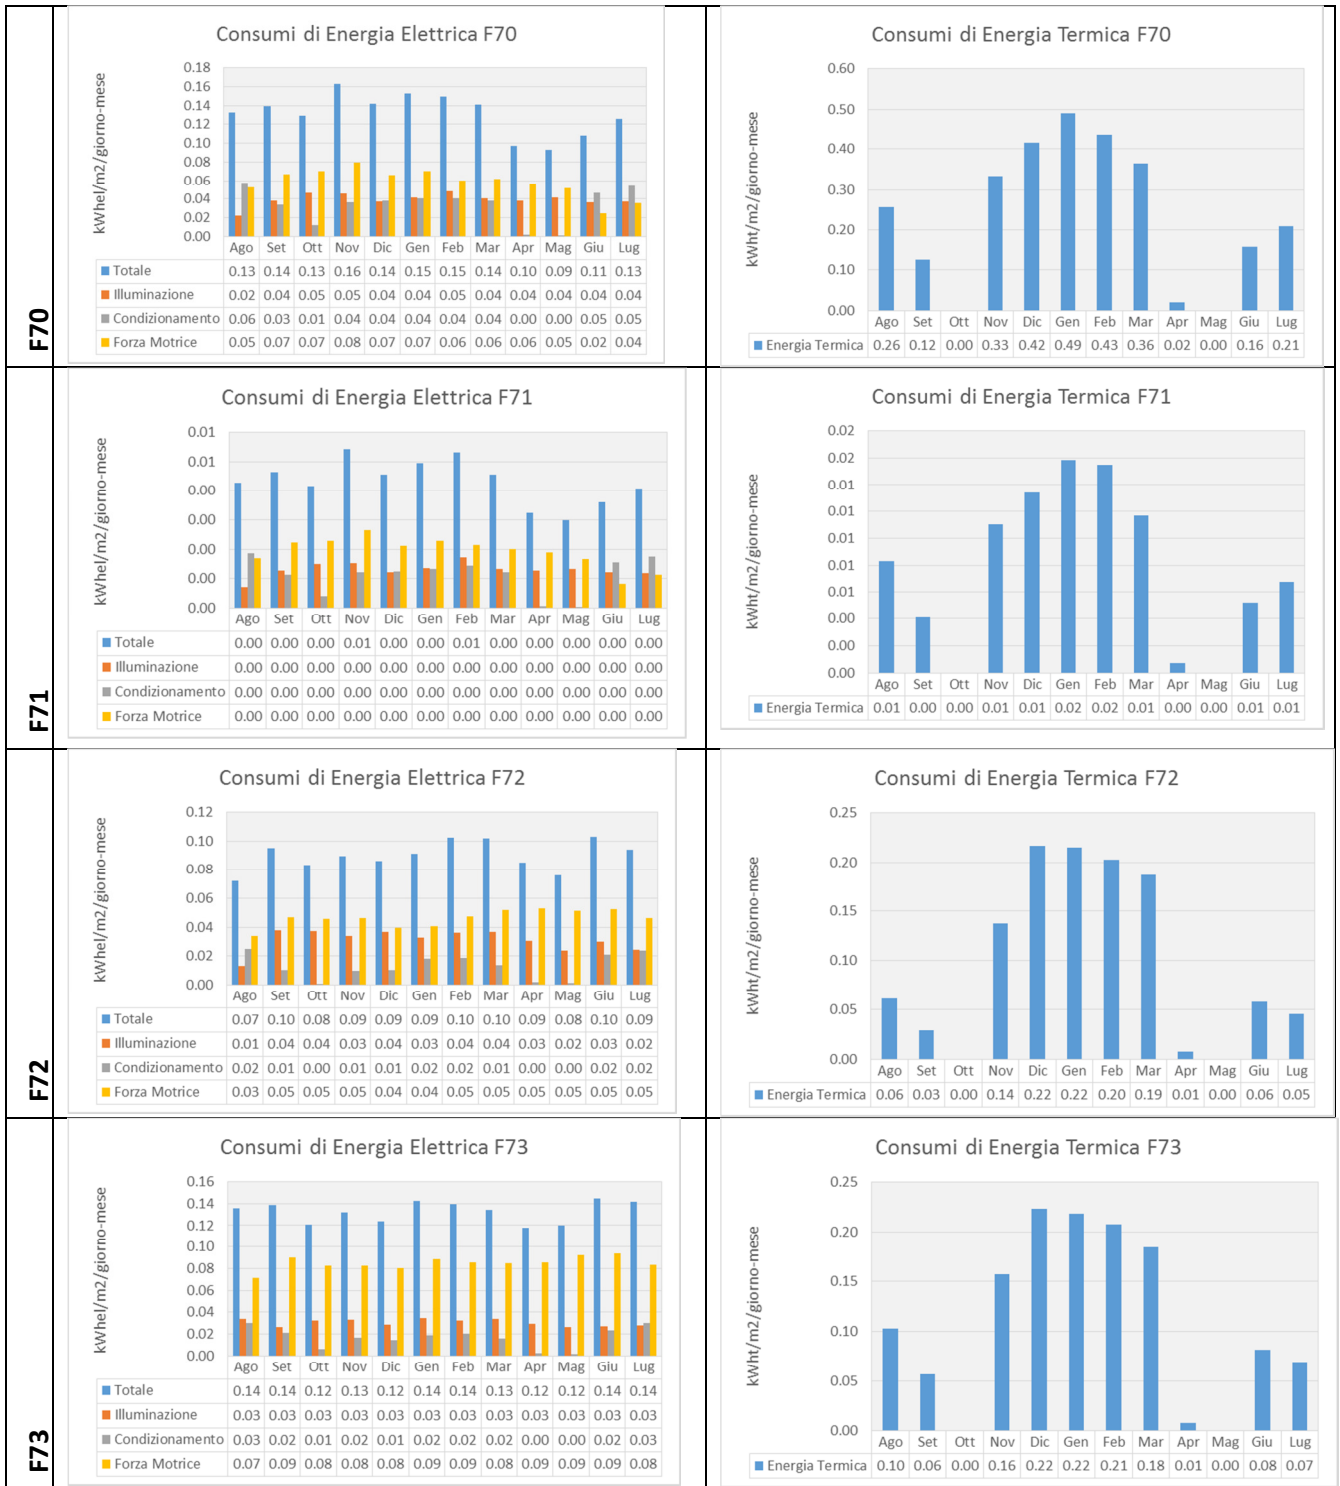 F70
Consumi di Energia Elettrica F70
kWhel/m2/giorno-mese
0.18
0.16
0.14
0.12
0.10
0.08
0.06
0.04
0.02
0.00
Ago Set Ott Nov Dic Gen Feb Mar Apr Mag Giu Lug
Totale 0.13 0.14 0.13 0.16 0.14 0.15 0.15 0.14 0.10 0.09 0.11 0.13
Illuminazione 0.02 0.04 0.05 0.05 0.04 0.04 0.05 0.04 0.04 0.04 0.04 0.04
Condizionamento 0.06 0.03 0.01 0.04 0.04 0.04 0.04 0.04 0.00 0.00 0.05 0.05
Forza Motrice 0.05 0.07 0.07 0.08 0.07 0.07 0.06 0.06 0.06 0.05 0.02 0.04
Consumi di Energia Termica F70
kWht/m2/giorno-mese
0.60
0.50
0.40
0.30
0.20
0.10
0.00
Ago Set Ott Nov Dic Gen Feb Mar Apr Mag Giu Lug
Energia Termica 0.26 0.12 0.00 0.33 0.42 0.49 0.43 0.36 0.02 0.00 0.16 0.21
F71
Consumi di Energia Elettrica F71
kWhel/m2/giorno-mese
0.01
0.01
0.00
0.00
0.00
0.00
0.00
Ago Set Ott Nov Dic Gen Feb Mar Apr Mag Giu Lug
Totale 0.00 0.00 0.00 0.01 0.00 0.00 0.01 0.00 0.00 0.00 0.00 0.00
Illuminazione 0.00 0.00 0.00 0.00 0.00 0.00 0.00 0.00 0.00 0.00 0.00 0.00
Condizionamento 0.00 0.00 0.00 0.00 0.00 0.00 0.00 0.00 0.00 0.00 0.00 0.00
Forza Motrice 0.00 0.00 0.00 0.00 0.00 0.00 0.00 0.00 0.00 0.00 0.00 0.00
Consumi di Energia Termica F71
kWht/m2/giorno-mese
0.02
0.02
0.01
0.01
0.01
0.01
0.01
0.00
0.00
0.00
Ago Set Ott Nov Dic Gen Feb Mar Apr Mag Giu Lug
Energia Termica 0.01 0.00 0.00 0.01 0.01 0.02 0.02 0.01 0.00 0.00 0.01 0.01
F72
Consumi di Energia Elettrica F72
kWhel/m2/giorno-mese
0.12
0.10
0.08
0.06
0.04
0.02
0.00
Ago Set Ott Nov Dic Gen Feb Mar Apr Mag Giu Lug
Totale 0.07 0.10 0.08 0.09 0.09 0.09 0.10 0.10 0.09 0.08 0.10 0.09
Illuminazione 0.01 0.04 0.04 0.03 0.04 0.03 0.04 0.04 0.03 0.02 0.03 0.02
Condizionamento 0.02 0.01 0.00 0.01 0.01 0.02 0.02 0.01 0.00 0.00 0.02 0.02
Forza Motrice 0.03 0.05 0.05 0.05 0.04 0.04 0.05 0.05 0.05 0.05 0.05 0.05
Consumi di Energia Termica F72
kWht/m2/giorno-mese
0.25
0.20
0.15
0.10
0.05
0.00
Ago Set Ott Nov Dic Gen Feb Mar Apr Mag Giu Lug
Energia Termica 0.06 0.03 0.00 0.14 0.22 0.22 0.20 0.19 0.01 0.00 0.06 0.05
F73
Consumi di Energia Elettrica F73
kWhel/m2/giorno-mese
0.16
0.14
0.12
0.10
0.08
0.06
0.04
0.02
0.00
Ago Set Ott Nov Dic Gen Feb Mar Apr Mag Giu Lug
Totale 0.14 0.14 0.12 0.13 0.12 0.14 0.14 0.13 0.12 0.12 0.14 0.14
Illuminazione 0.03 0.03 0.03 0.03 0.03 0.03 0.03 0.03 0.03 0.03 0.03 0.03
Condizionamento 0.03 0.02 0.01 0.02 0.01 0.02 0.02 0.02 0.00 0.00 0.02 0.03
Forza Motrice 0.07 0.09 0.08 0.08 0.08 0.09 0.09 0.08 0.09 0.09 0.09 0.08
Consumi di Energia Termica F73
kWht/m2/giorno-mese
0.25
0.20
0.15
0.10
0.05
0.00
Ago Set Ott Nov Dic Gen Feb Mar Apr Mag Giu Lug
Energia Termica 0.10 0.06 0.00 0.16 0.22 0.22 0.21 0.18 0.01 0.00 0.08 0.07